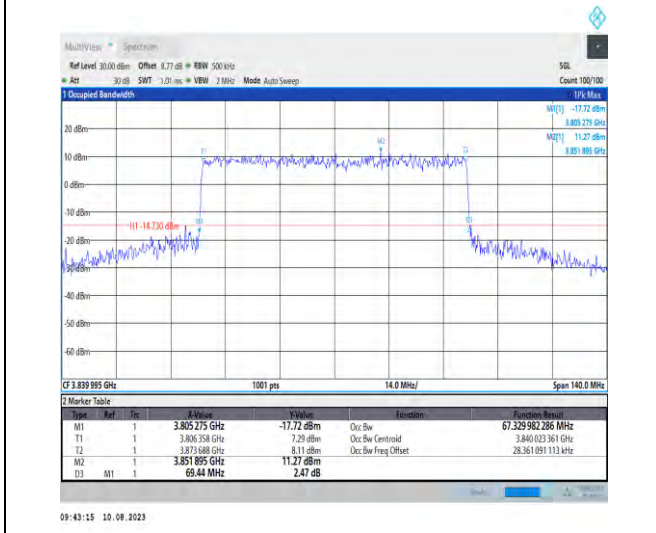 MultiView Spectrum
Ref Level 30.00 dBm Offset 8.77 dB RBW 500 kHz SGL
Att 30 dB SWT 1.01 ms VBW 2 MHz Mode Auto Sweep Count 100/100
1 Occupied Bandwidth 1Pk Max
M1[1] -17.72 dBm
3.805 275 GHz
M2[1] 11.27 dBm
3.851 895 GHz
20 dBm
M2
T1
10 dBm
0 dBm
-10 dBm
H1 -14.730 dBm
M1
D3
-20 dBm
-30 dBm
-40 dBm
-50 dBm
-60 dBm
CF 3.839 995 GHz 1001 pts 14.0 MHz/ Span 140.0 MHz
2 Marker Table
Type Ref Trc X-Value Y-Value Function Function Result
M1 1 3.805 275 GHz -17.72 dBm Occ Bw 67.329 982 286 MHz
T1 1 3.806 358 GHz 7.29 dBm Occ Bw Centroid 3.840 023 361 GHz
T2 1 3.873 688 GHz 8.11 dBm Occ Bw Freq Offset 28.361 091 113 kHz
M2 1 3.851 895 GHz 11.27 dBm
D3 M1 1 69.44 MHz 2.47 dB
09:43:15 10.08.2023